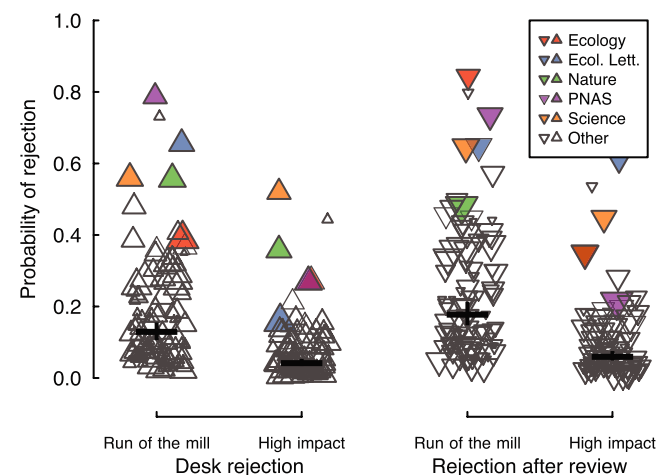 1.0
0.8
0.6
0.4
0.2
0.0
Probability of rejection
Ecology
Ecol. Lett.
Nature
PNAS
Science
Other
Run of the mill High impact Run of the mill High impact
Desk rejection Rejection after review